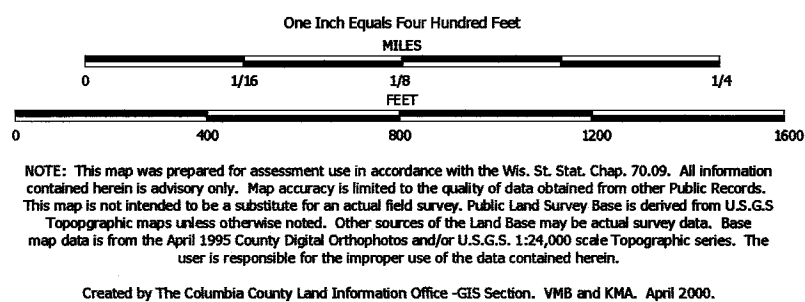 One Inch Equals Four Hundred Feet
MILES
0 1/16 1/8 1/4
FEET
0 400 800 1200 1600
NOTE: This map was prepared for assessment use in accordance with the Wis. St. Stat. Chap. 70.09. All information
contained herein is advisory only. Map accuracy is limited to the quality of data obtained from other Public Records.
This map is not intended to be a substitute for an actual field survey. Public Land Survey Base is derived from U.S.G.S
Topopgraphic maps unless otherwise noted. Other sources of the Land Base may be actual survey data. Base
map data is from the April 1995 County Digital Orthophotos and/or U.S.G.S. 1:24,000 scale Topographic series. The
user is responsible for the improper use of the data contained herein.
Created by The Columbia County Land Information Office -GIS Section. VMB and KMA. April 2000.